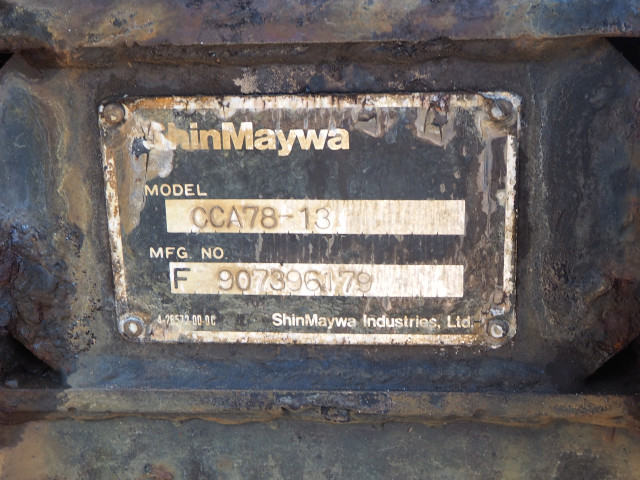 ShinMaywa
MODEL
CCA78-13
MFG NO.
F 907396179
ShinMaywa Industries, Ltd.